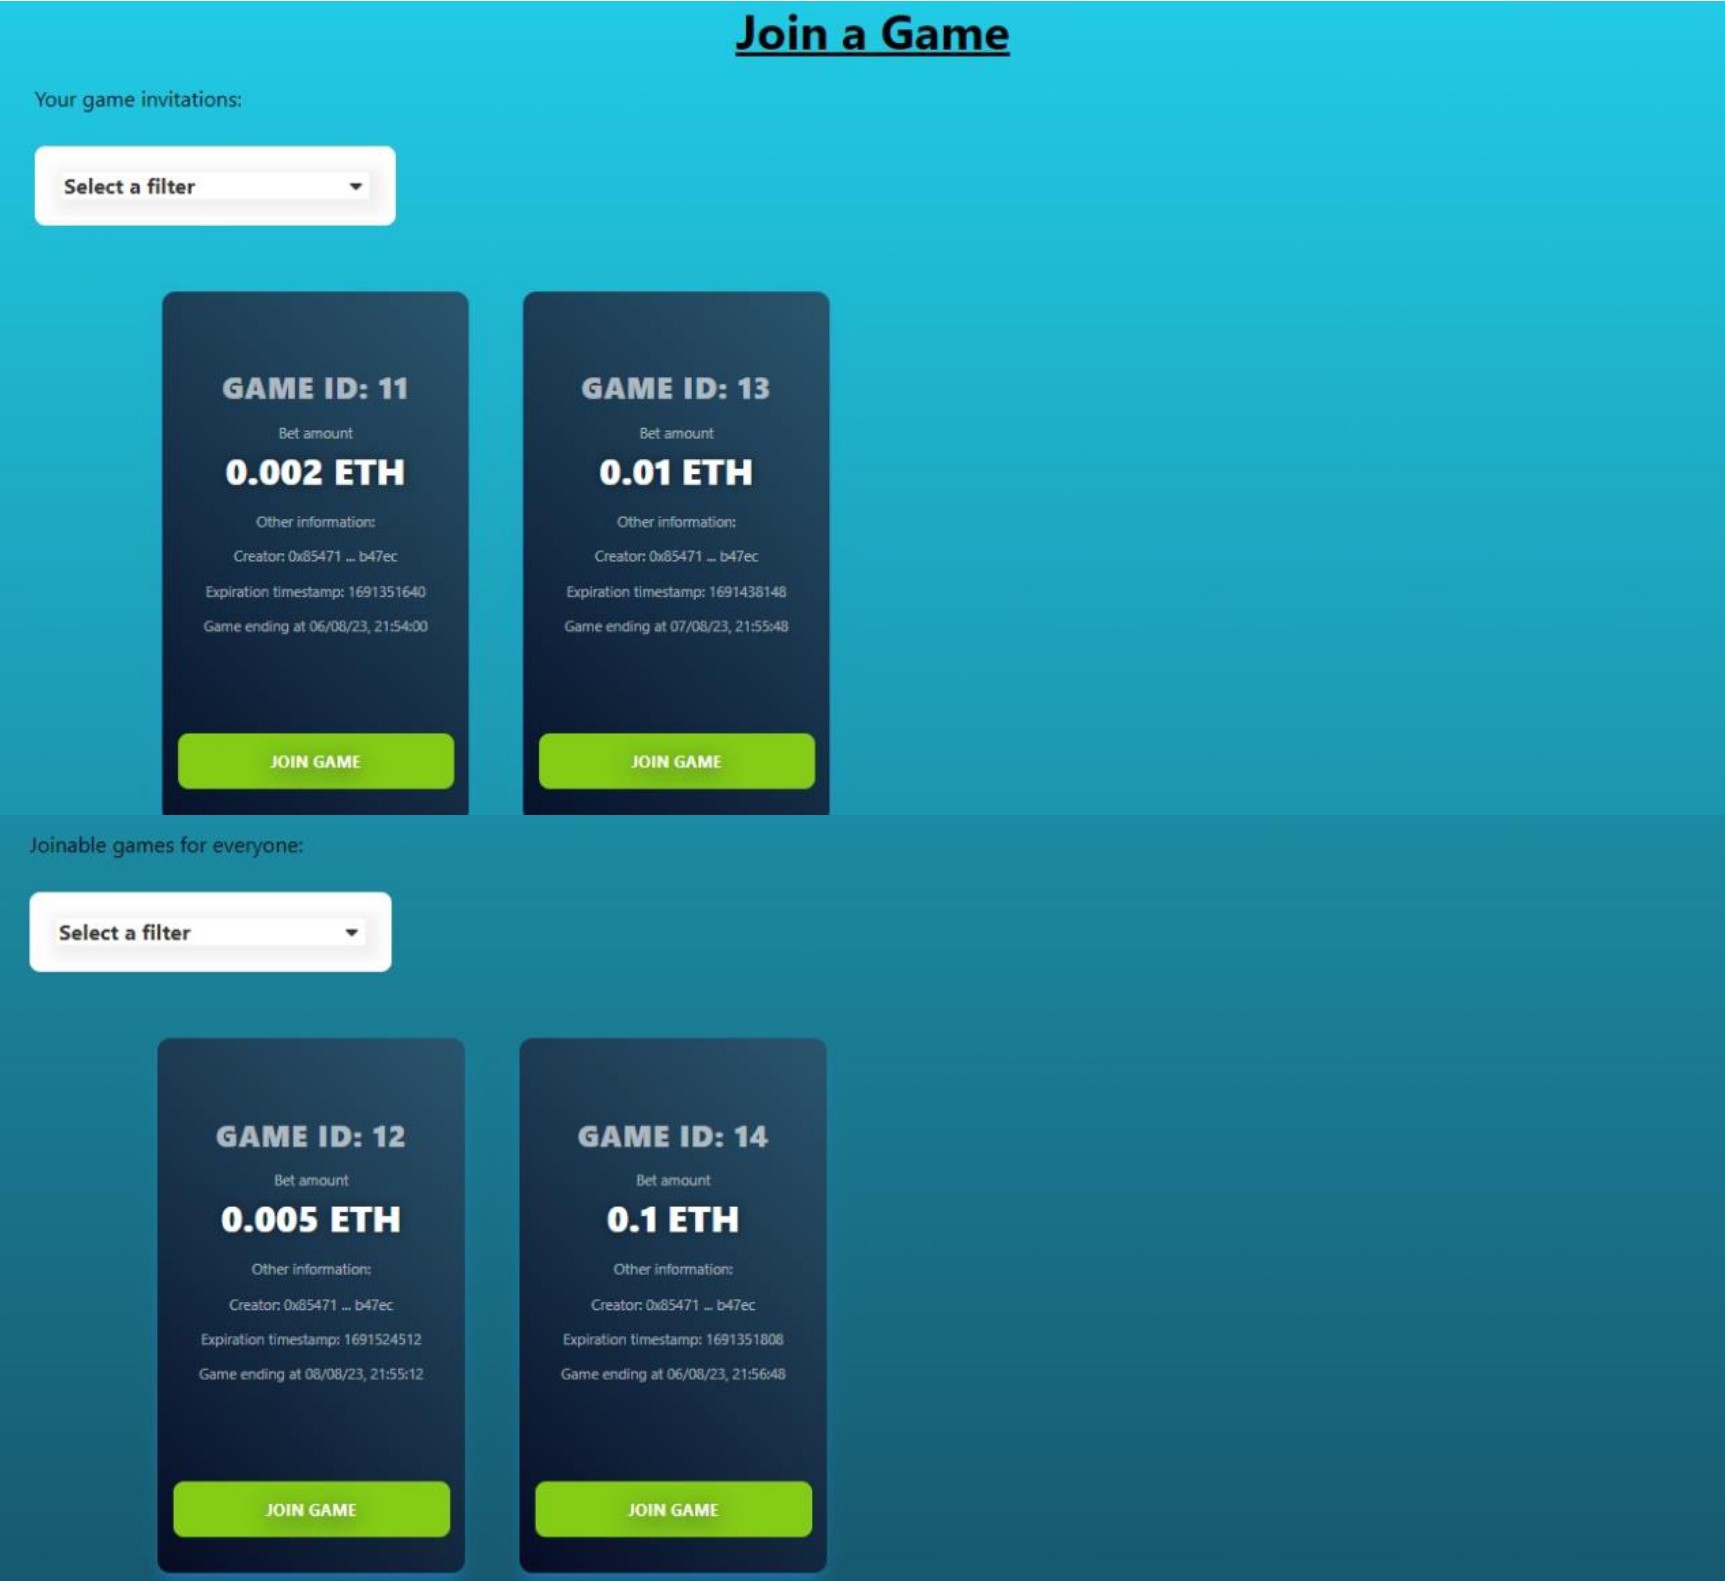 Join a Game
Your game invitations:
Select a filter
GAME ID: 11
Bet amount
0.002 ETH
Other information:
Creator: 0x85471 ... b47ec
Expiration timestamp: 1691351640
Game ending at 06/08/23, 21:54:00
JOIN GAME
GAME ID: 13
Bet amount
0.01 ETH
Other information:
Creator: 0x85471 ... b47ec
Expiration timestamp: 1691438148
Game ending at 07/08/23, 21:55:48
JOIN GAME
Joinable games for everyone:
Select a filter
GAME ID: 12
Bet amount
0.005 ETH
Other information:
Creator: 0x85471 ... b47ec
Expiration timestamp: 1691524512
Game ending at 08/08/23, 21:55:12
JOIN GAME
GAME ID: 14
Bet amount
0.1 ETH
Other information:
Creator: 0x85471 ... b47ec
Expiration timestamp: 1691351808
Game ending at 06/08/23, 21:56:48
JOIN GAME